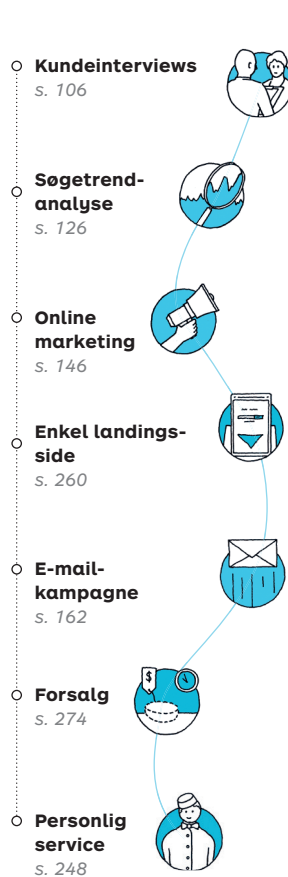 Kundeinterviews
s. 106
Søgetrend-
analyse
s. 126
Online
marketing
s. 146
Enkel landings-
side
s. 260
E-mail-
kampagne
s. 162
$
Forsalg
s. 274
Personlig
service
s. 248